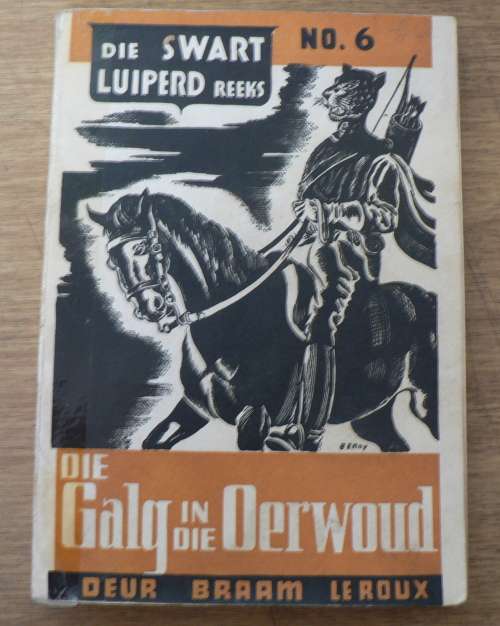 DIE SWART
LUIPERD REEKS
NO. 6
DIE
Galg IN DIE Oerwoud
DEUR BRAAM LE ROUX